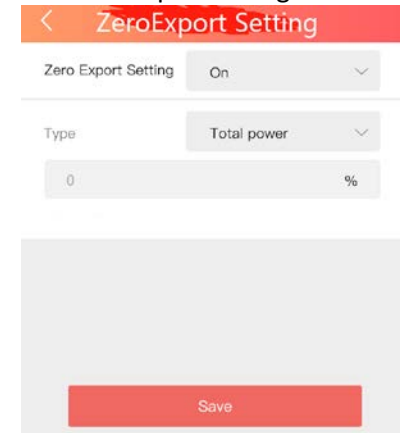 ZeroExport Setting
Zero Export Setting On
Type Total power
0 %
Save